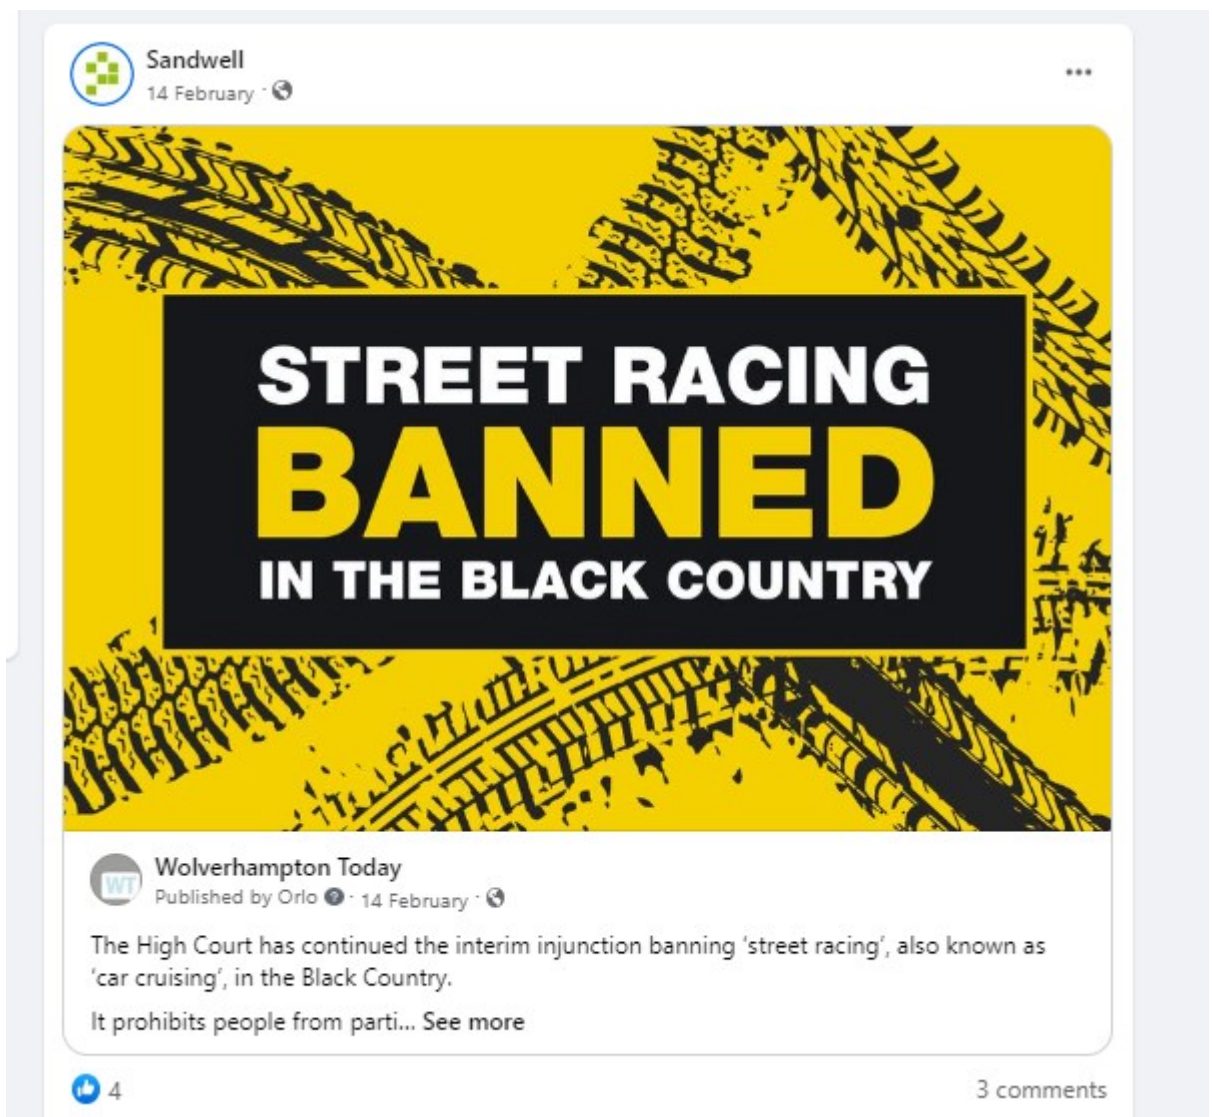 Sandwell
14 February ·
STREET RACING
BANNED
IN THE BLACK COUNTRY
WT
Wolverhampton Today
Published by Orlo ? · 14 February ·
The High Court has continued the interim injunction banning ‘street racing’, also known as
‘car cruising’, in the Black Country.
It prohibits people from parti... See more
4
3 comments